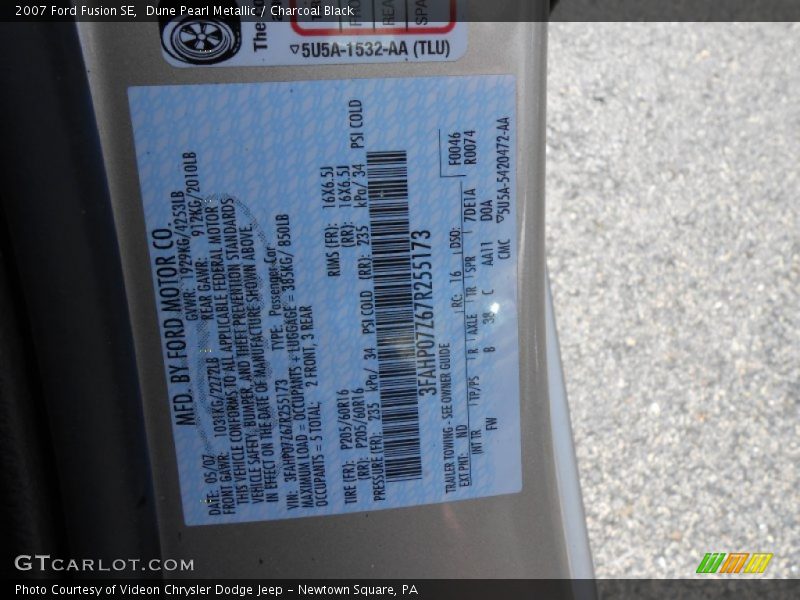 2007 Ford Fusion SE, Dune Pearl Metallic / Charcoal Black
The
SPA
▽5U5A-1532-AA (TLU)
MFD. BY FORD MOTOR CO.
DATE: 05/07 GVWR: 1929KG/4253LB
FRONT GAWR: 1031KG/2272LB REAR GAWR: 912KG/2010LB
THIS VEHICLE CONFORMS TO ALL APPLICABLE FEDERAL MOTOR
VEHICLE SAFETY, BUMPER, AND THEFT PREVENTION STANDARDS
IN EFFECT ON THE DATE OF MANUFACTURE SHOWN ABOVE.
VIN: 3FAHP07Z67R255173 TYPE: Passenger Car
MAXIMUM LOAD = OCCUPANTS + LUGGAGE = 385KG/ 850LB
OCCUPANTS = 5 TOTAL: 2 FRONT, 3 REAR
TIRE (FR): P205/60R16 RIMS (FR): 16X6.5J
(RR): P205/60R16 (RR): 16X6.5J
PRESSURE (FR): 235 kPa/ 34 PSI COLD (RR): 235 kPa/ 34 PSI COLD
3FAHP07Z67R255173
TRAILER TOWING - SEE OWNER GUIDE F0046
EXT PNT: ND RC: 16 DSO: R0074
INT TR TP/PS R AXLE TR SPR 7DE1A
FW B 38 C AA11 DOA
CMC ▽5U5A-5420472-AA
GTCARLOT.COM
Photo Courtesy of Videon Chrysler Dodge Jeep - Newtown Square, PA